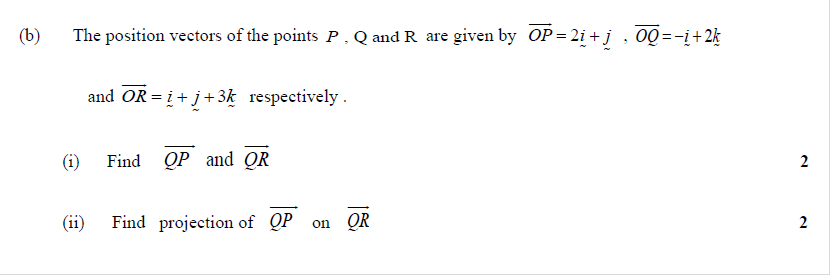 (b) The position vectors of the points P , Q and R are given by $\overrightarrow{OP} = 2\underset{\sim}{i} + \underset{\sim}{j}$ , $\overrightarrow{OQ} = -\underset{\sim}{i} + 2\underset{\sim}{k}$
and $\overrightarrow{OR} = \underset{\sim}{i} + \underset{\sim}{j} + 3\underset{\sim}{k}$ respectively .
(i) Find $\overrightarrow{QP}$ and $\overrightarrow{QR}$ 2
(ii) Find projection of $\overrightarrow{QP}$ on $\overrightarrow{QR}$ 2